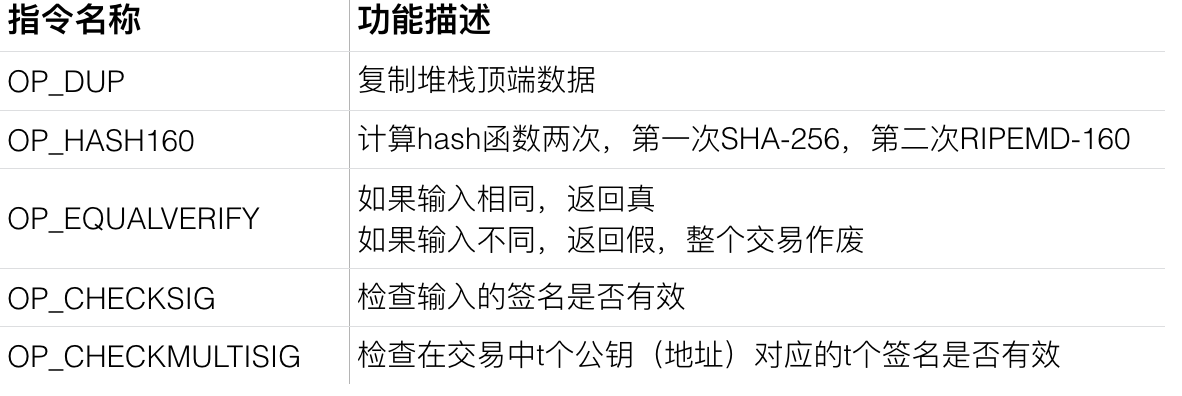 指令名称 功能描述
OP_DUP 复制堆栈顶端数据
OP_HASH160 计算hash函数两次，第一次SHA-256，第二次RIPEMD-160
OP_EQUALVERIFY 如果输入相同，返回真
如果输入不同，返回假，整个交易作废
OP_CHECKSIG 检查输入的签名是否有效
OP_CHECKMULTISIG 检查在交易中t个公钥（地址）对应的t个签名是否有效